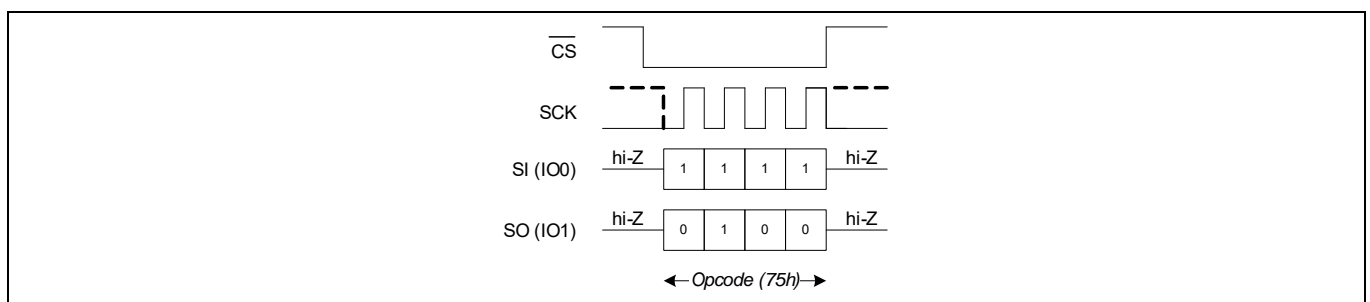 CS
SCK
hi-Z 1 1 1 1 hi-Z
SI (IO0)
hi-Z 0 1 0 0 hi-Z
SO (IO1)
Opcode (75h)